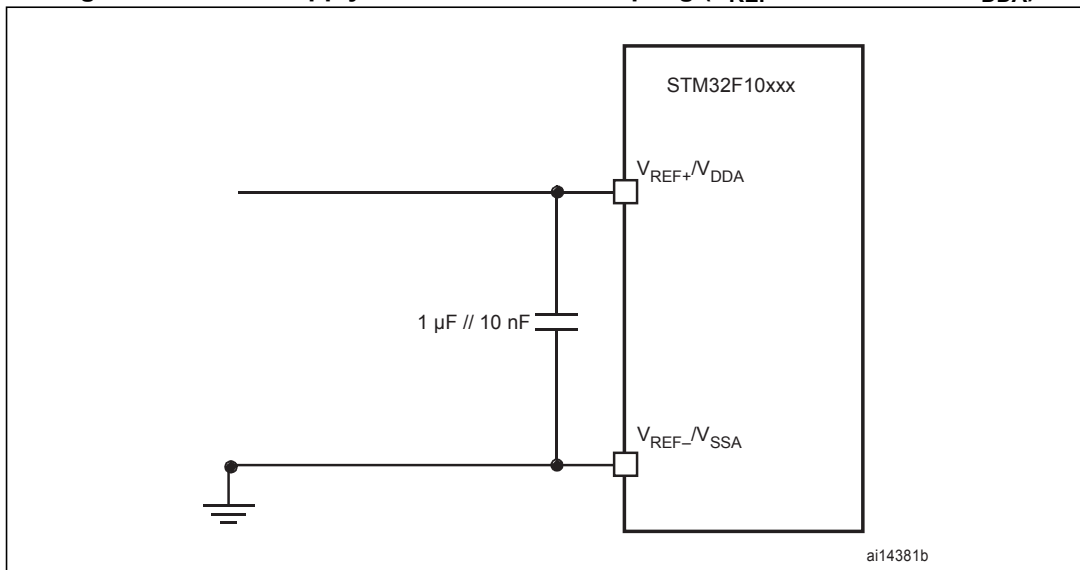 STM32F10xxx
VREF+/VDDA
1 µF // 10 nF
VREF–/VSSA
ai14381b